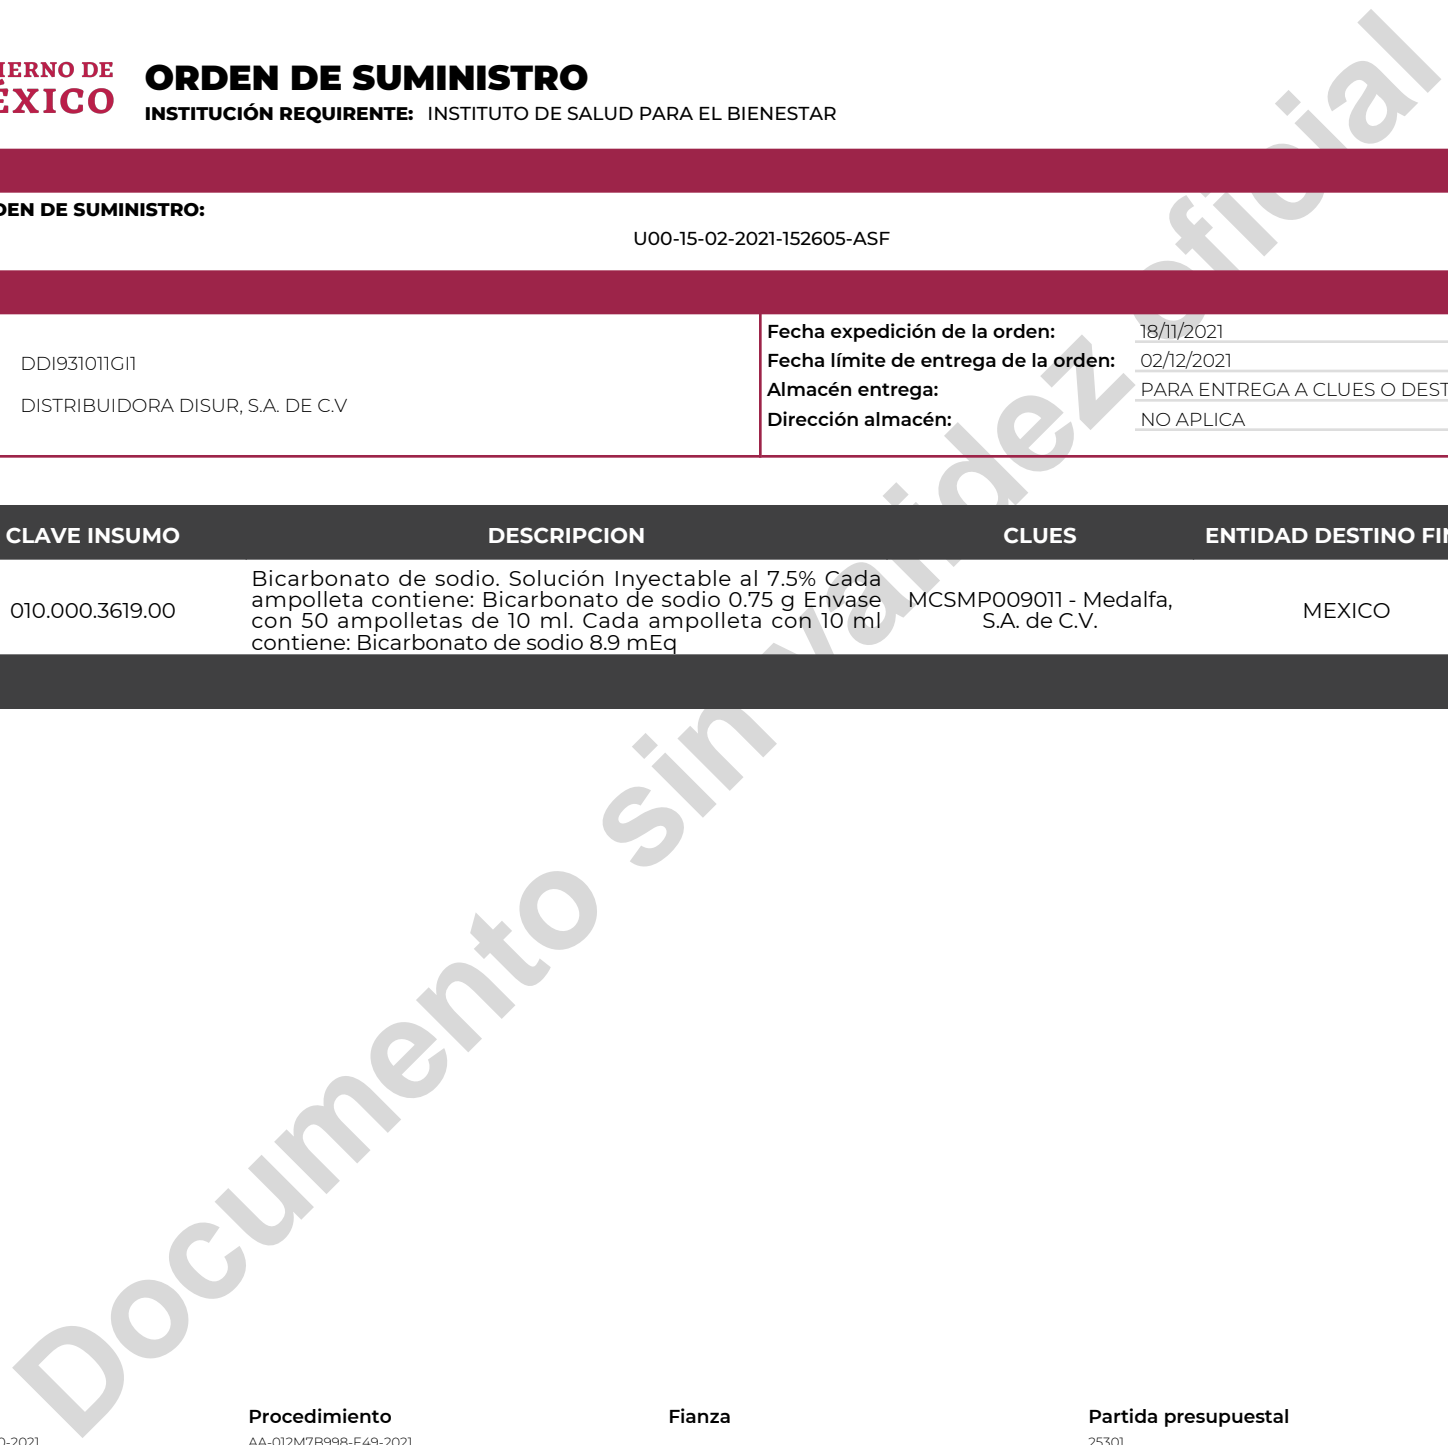 ORDEN DE SUMINISTRO
INSTITUCIÓN REQUIRENTE: INSTITUTO DE SALUD PARA EL BIENESTAR
DE SUMINISTRO:
U00-15-02-2021-152605-ASF
DDI931011GI1
DISTRIBUIDORA DISUR, S.A. DE C.V
Fecha expedición de la orden: 18/11/2021
Fecha límite de entrega de la orden: 02/12/2021
Almacén entrega: PARA ENTREGA A CLUES O DEST
Dirección almacén: NO APLICA
CLAVE INSUMO DESCRIPCION CLUES ENTIDAD DESTINO FIN
010.000.3619.00
Bicarbonato de sodio. Solución Inyectable al 7.5% Cada
ampolleta contiene: Bicarbonato de sodio 0.75 g Envase
con 50 ampolletas de 10 ml. Cada ampolleta con 10 ml
contiene: Bicarbonato de sodio 8.9 mEq
MCSMP009011 - Medalfa,
S.A. de C.V.
MEXICO
Documento sin validez oficial
Procedimiento Fianza Partida presupuestal
0-2021 AA-012M7B998-E49-2021 25301